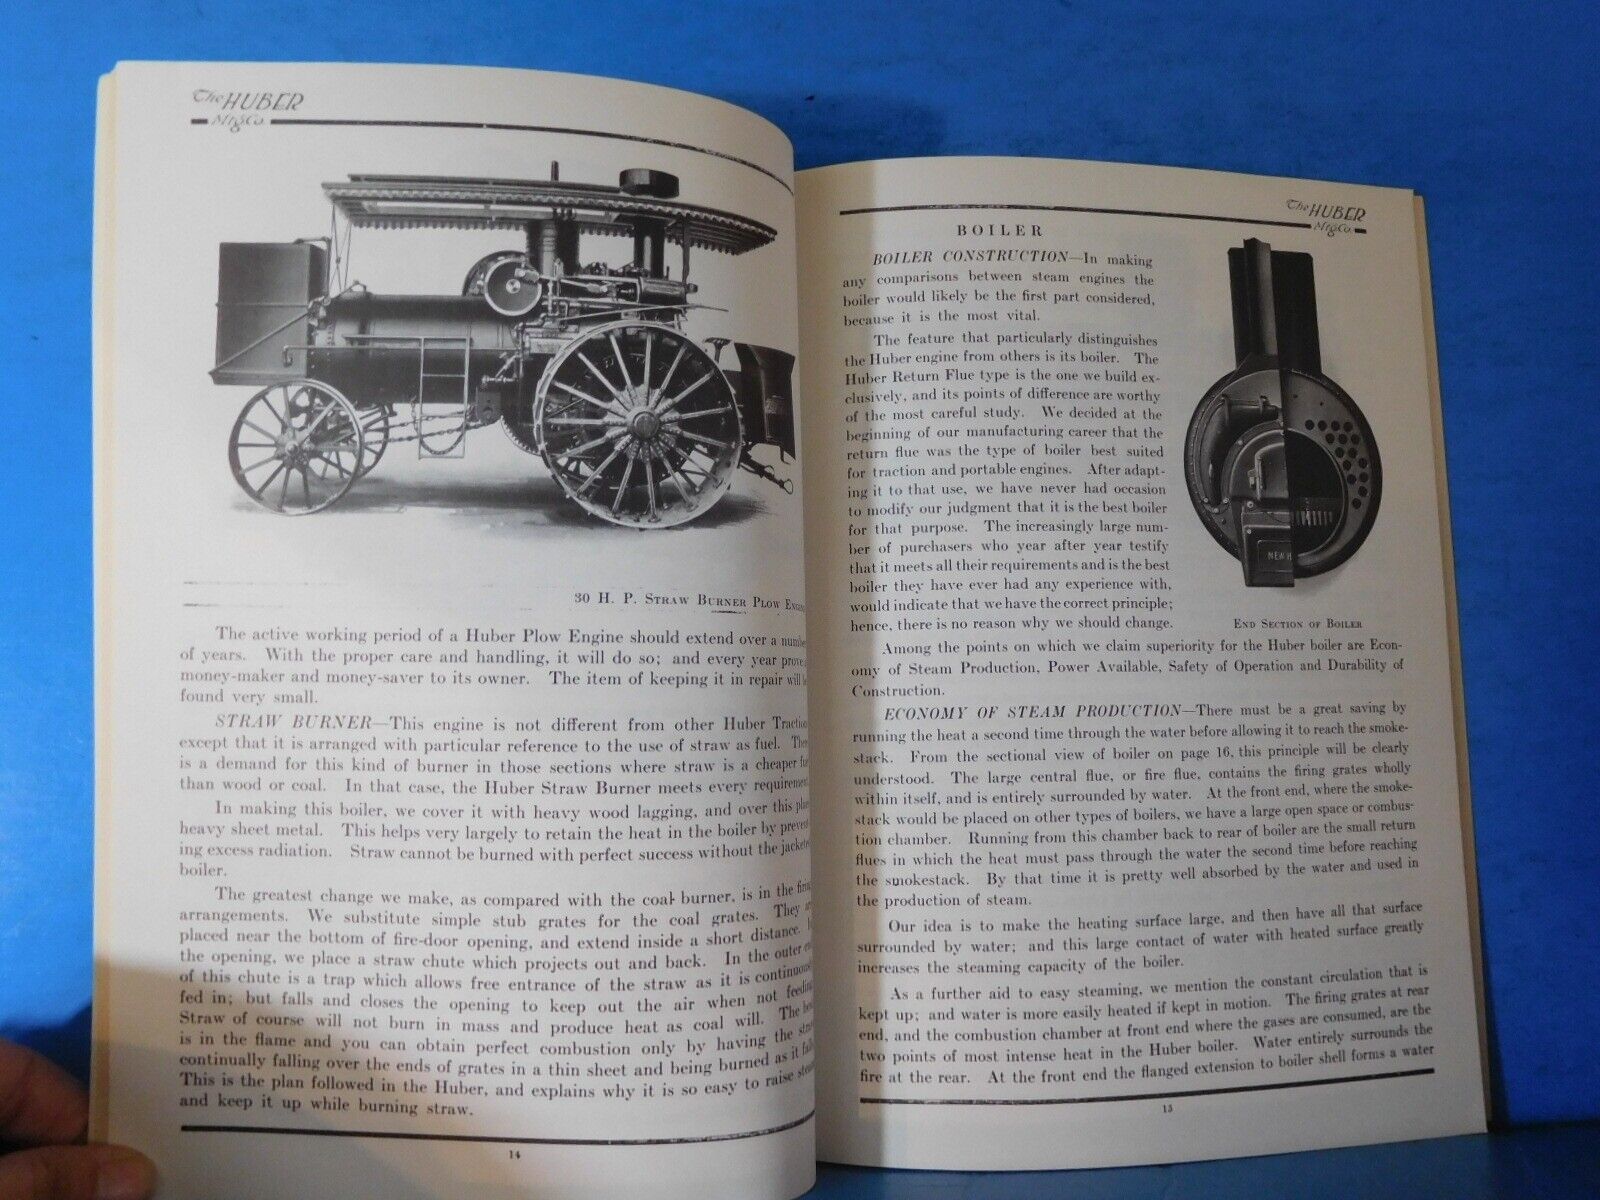 The HUBER
Mfg Co.
30 H. P. STRAW BURNER PLOW
The active working period of a Huber Plow Engine should extend over a
of years. With the proper care and handling, it will do so; and every year
money-maker and money-saver to its owner. The item of keeping it in repair will
found very small.
STRAW BURNER—This engine is not different from other Huber
except that it is arranged with particular reference to the use of straw as fuel.
is a demand for this kind of burner in those sections where straw is a cheaper
than wood or coal. In that case, the Huber Straw Burner meets every
In making this boiler, we cover it with heavy wood lagging, and over this
heavy sheet metal. This helps very largely to retain the heat in the boiler by
ing excess radiation. Straw cannot be burned with perfect success without the
boiler.
The greatest change we make, as compared with the coal burner, is in the
arrangements. We substitute simple stub grates for the coal grates. They
placed near the bottom of fire-door opening, and extend inside a short distance.
the opening, we place a straw chute which projects out and back. In the outer
of this chute is a trap which allows free entrance of the straw as it is
fed in; but falls and closes the opening to keep out the air when not feeding
Straw of course will not burn in mass and produce heat as coal will. The
is in the flame and you can obtain perfect combustion only by having the
continually falling over the ends of grates in a thin sheet and being burned as it
This is the plan followed in the Huber, and explains why it is so easy to raise
and keep it up while burning straw.
14
The HUBER
Mfg Co.
BOILER
BOILER CONSTRUCTION—In making
any comparisons between steam engines the
boiler would likely be the first part considered,
because it is the most vital.
The feature that particularly distinguishes
the Huber engine from others is its boiler. The
Huber Return Flue type is the one we build ex-
clusively, and its points of difference are worthy
of the most careful study. We decided at the
beginning of our manufacturing career that the
return flue was the type of boiler best suited
for traction and portable engines. After adapt-
ing it to that use, we have never had occasion
to modify our judgment that it is the best boiler
for that purpose. The increasingly large num-
ber of purchasers who year after year testify
that it meets all their requirements and is the best
boiler they have ever had any experience with,
would indicate that we have the correct principle;
hence, there is no reason why we should change.
NEW
END SECTION OF BOILER
Among the points on which we claim superiority for the Huber boiler are Econ-
omy of Steam Production, Power Available, Safety of Operation and Durability of
Construction.
ECONOMY OF STEAM PRODUCTION—There must be a great saving by
running the heat a second time through the water before allowing it to reach the smoke-
stack. From the sectional view of boiler on page 16, this principle will be clearly
understood. The large central flue, or fire flue, contains the firing grates wholly
within itself, and is entirely surrounded by water. At the front end, where the smoke-
stack would be placed on other types of boilers, we have a large open space or combus-
tion chamber. Running from this chamber back to rear of boiler are the small return
flues in which the heat must pass through the water the second time before reaching
the smokestack. By that time it is pretty well absorbed by the water and used in
the production of steam.
Our idea is to make the heating surface large, and then have all that surface
surrounded by water; and this large contact of water with heated surface greatly
increases the steaming capacity of the boiler.
As a further aid to easy steaming, we mention the constant circulation that is
kept up; and water is more easily heated if kept in motion. The firing grates at rear
end, and the combustion chamber at front end where the gases are consumed, are the
two points of most intense heat in the Huber boiler. Water entirely surrounds the
fire at the rear. At the front end the flanged extension to boiler shell forms a water
15